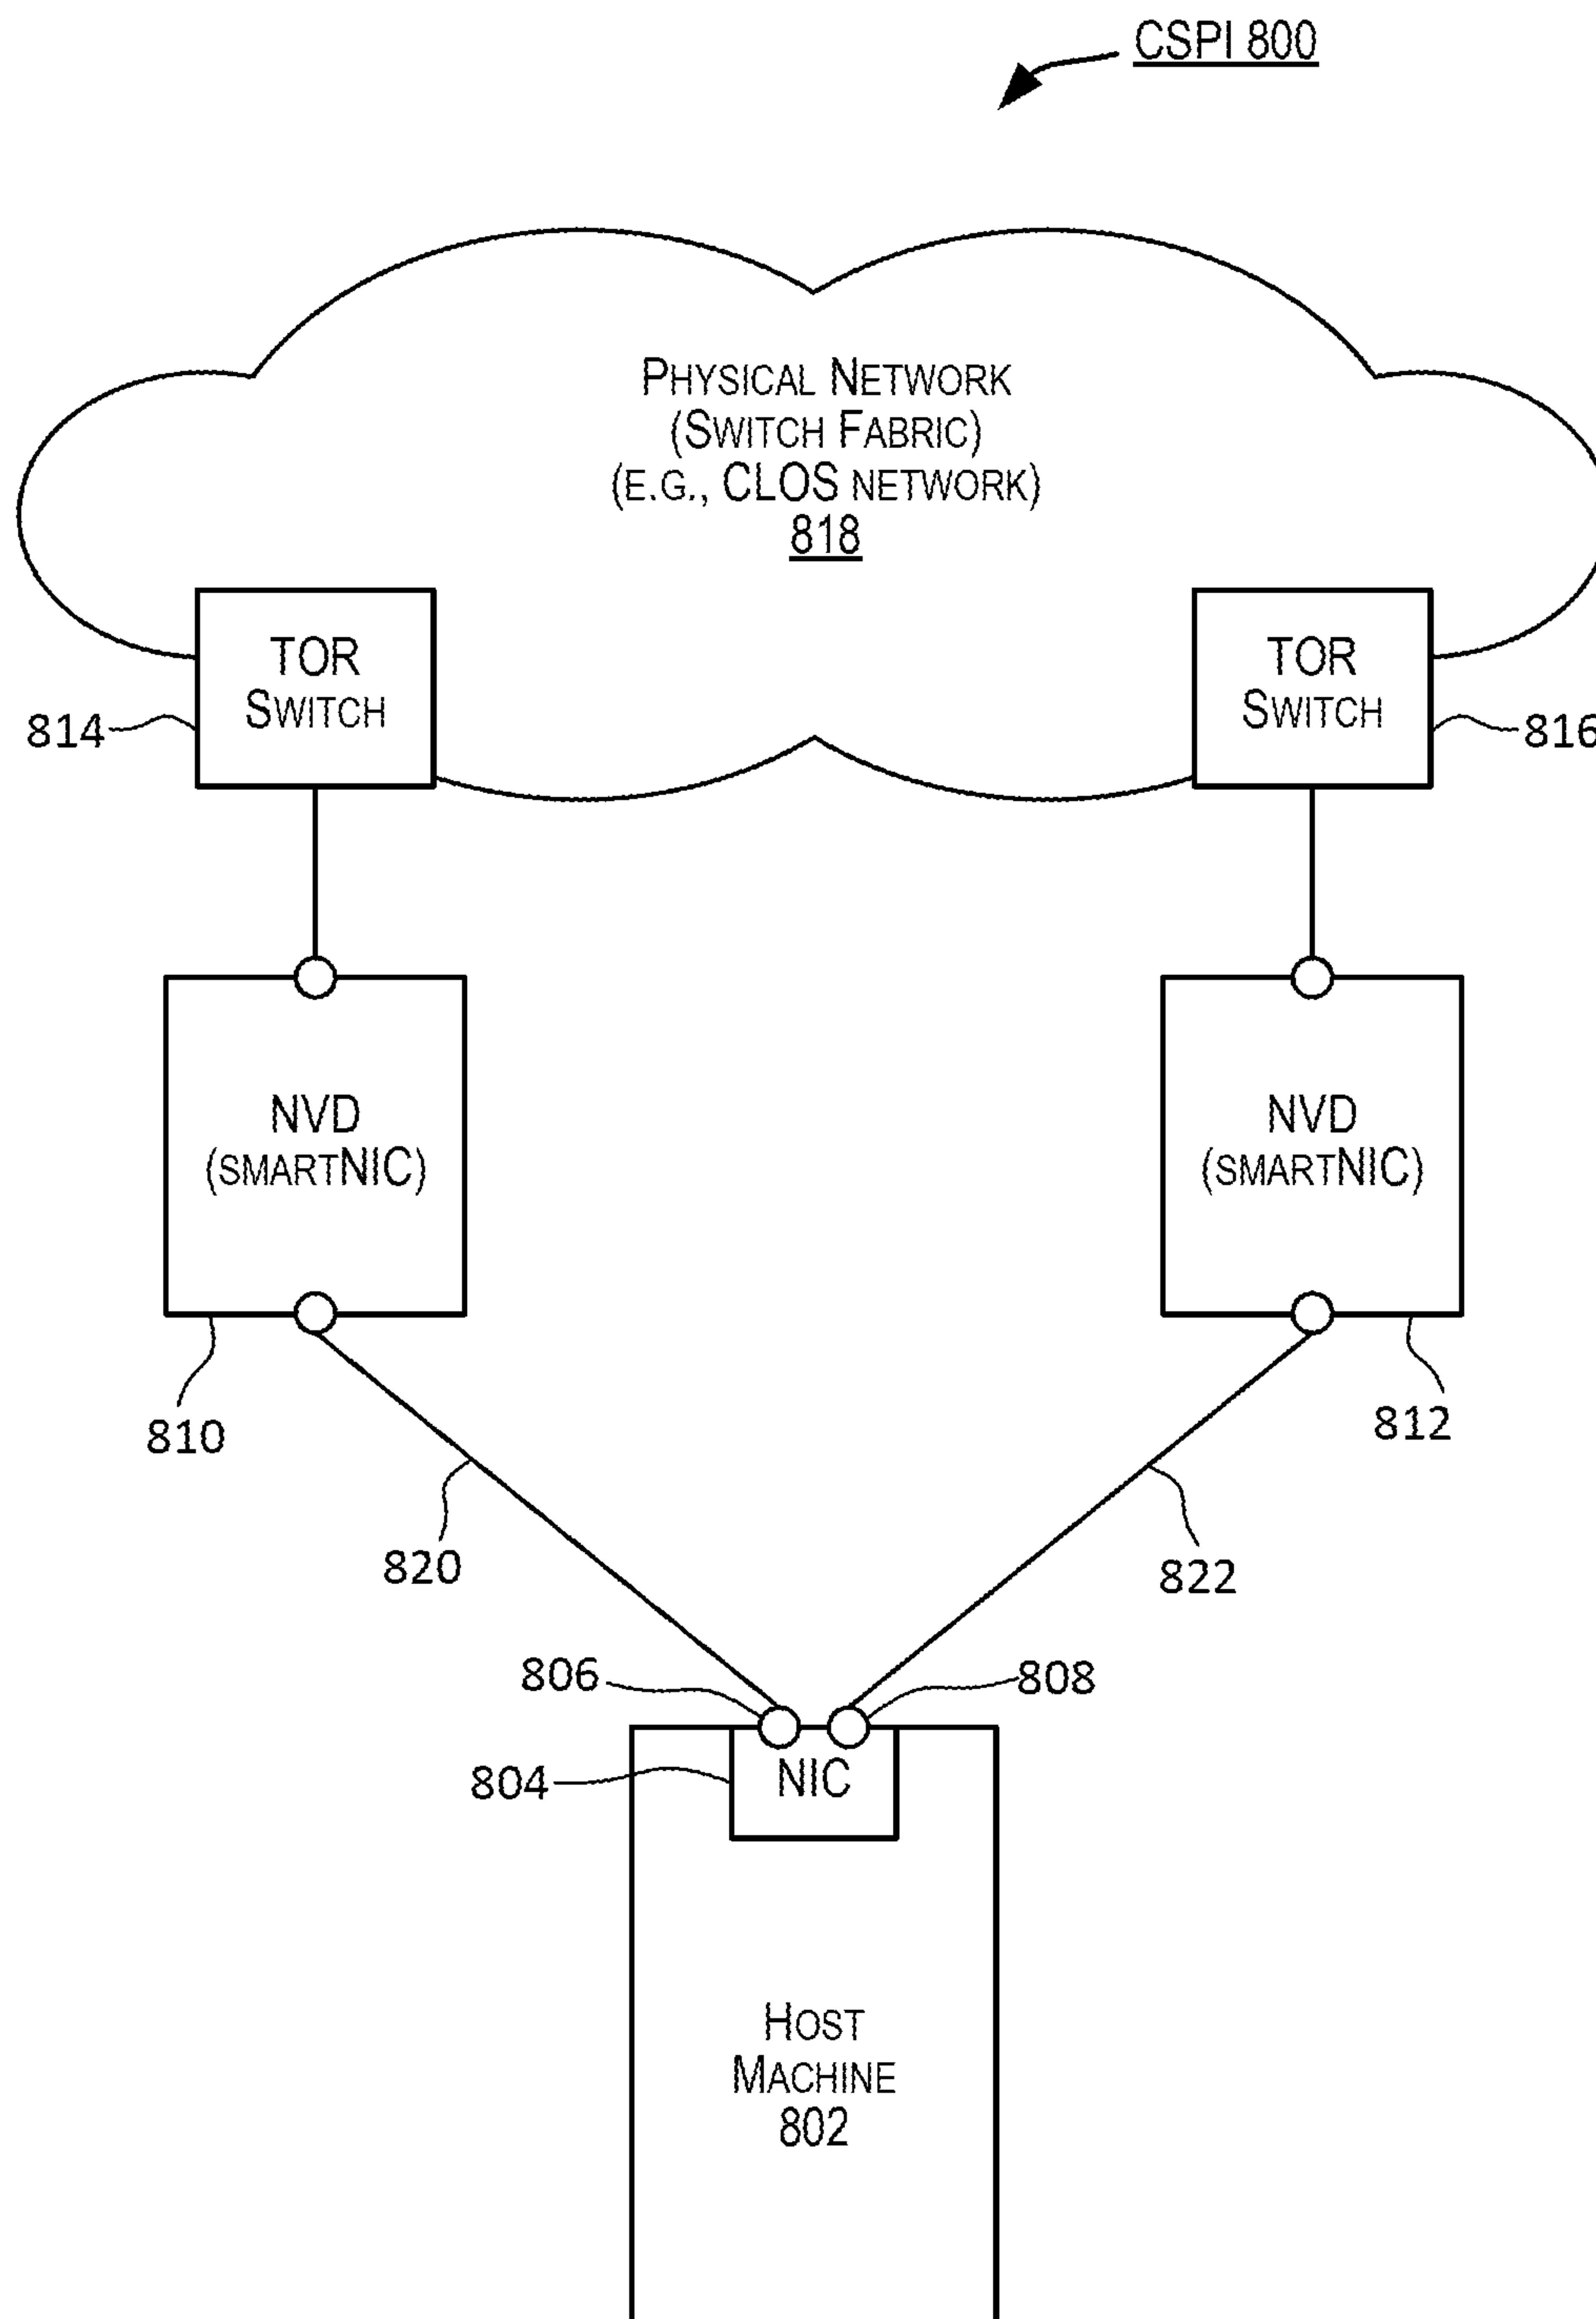 CSPI 800
PHYSICAL NETWORK
(SWITCH FABRIC)
(E.G., CLOS NETWORK)
818
TOR
SWITCH
814
TOR
SWITCH
816
NVD
(SMARTNIC)
NVD
(SMARTNIC)
810
812
820
822
806
808
804
NIC
HOST
MACHINE
802